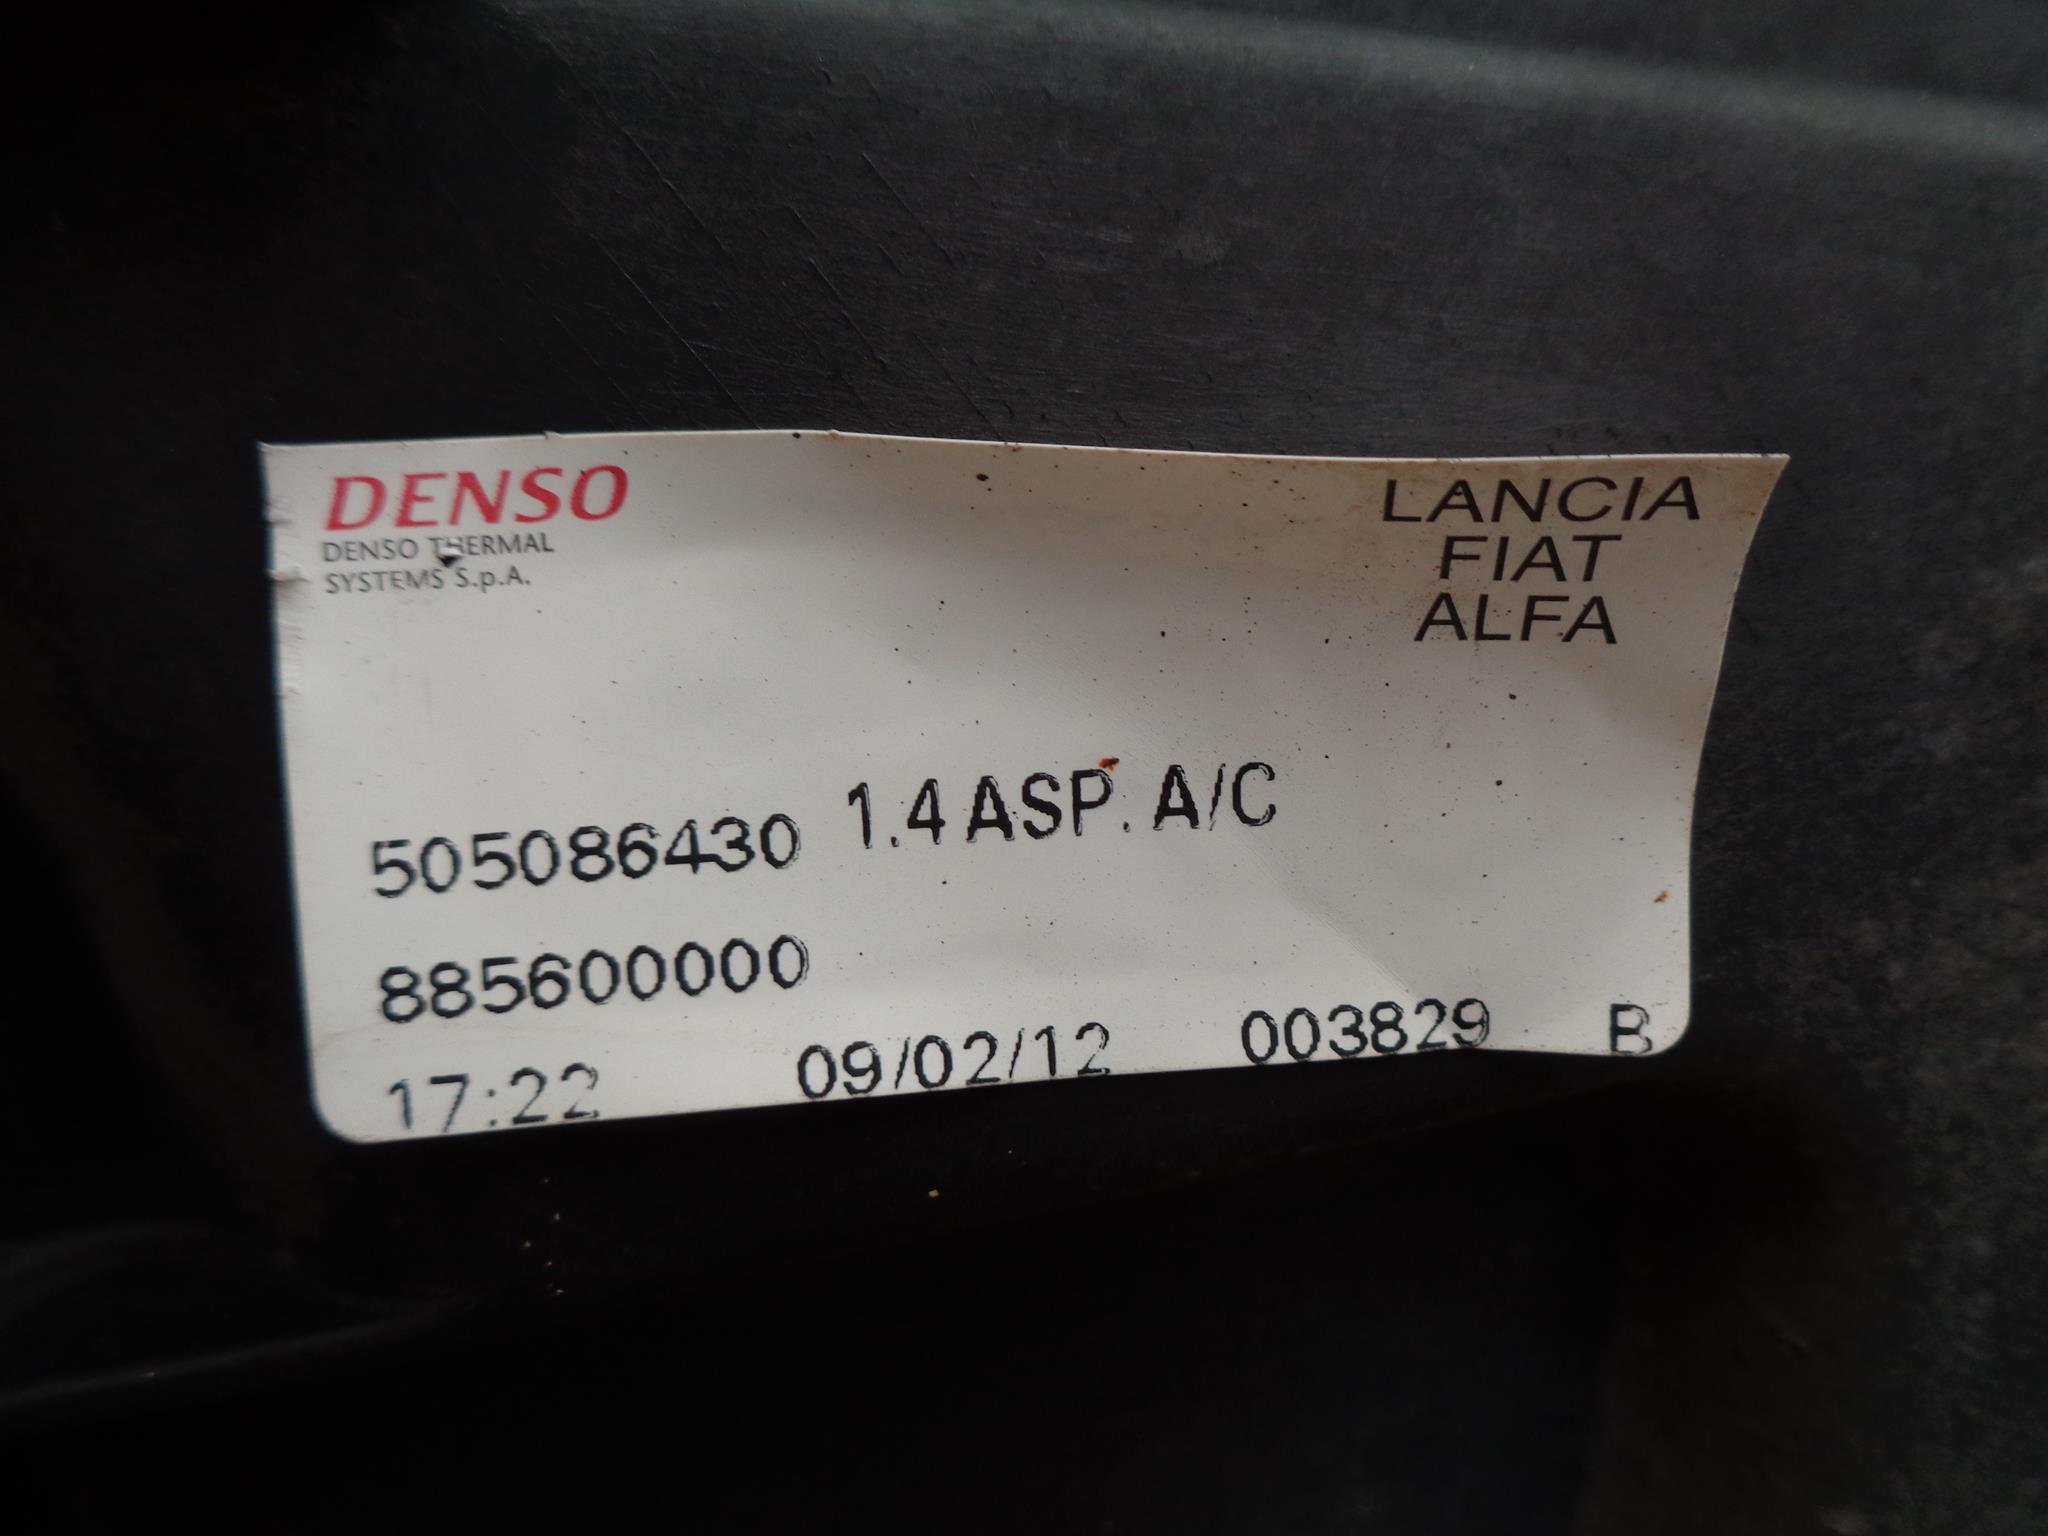 DENSO
DENSO THERMAL
SYSTEMS S.p.A.
LANCIA
FIAT
ALFA
505086430 1.4 ASP. A/C
885600000
17:22 09/02/12 003829 B